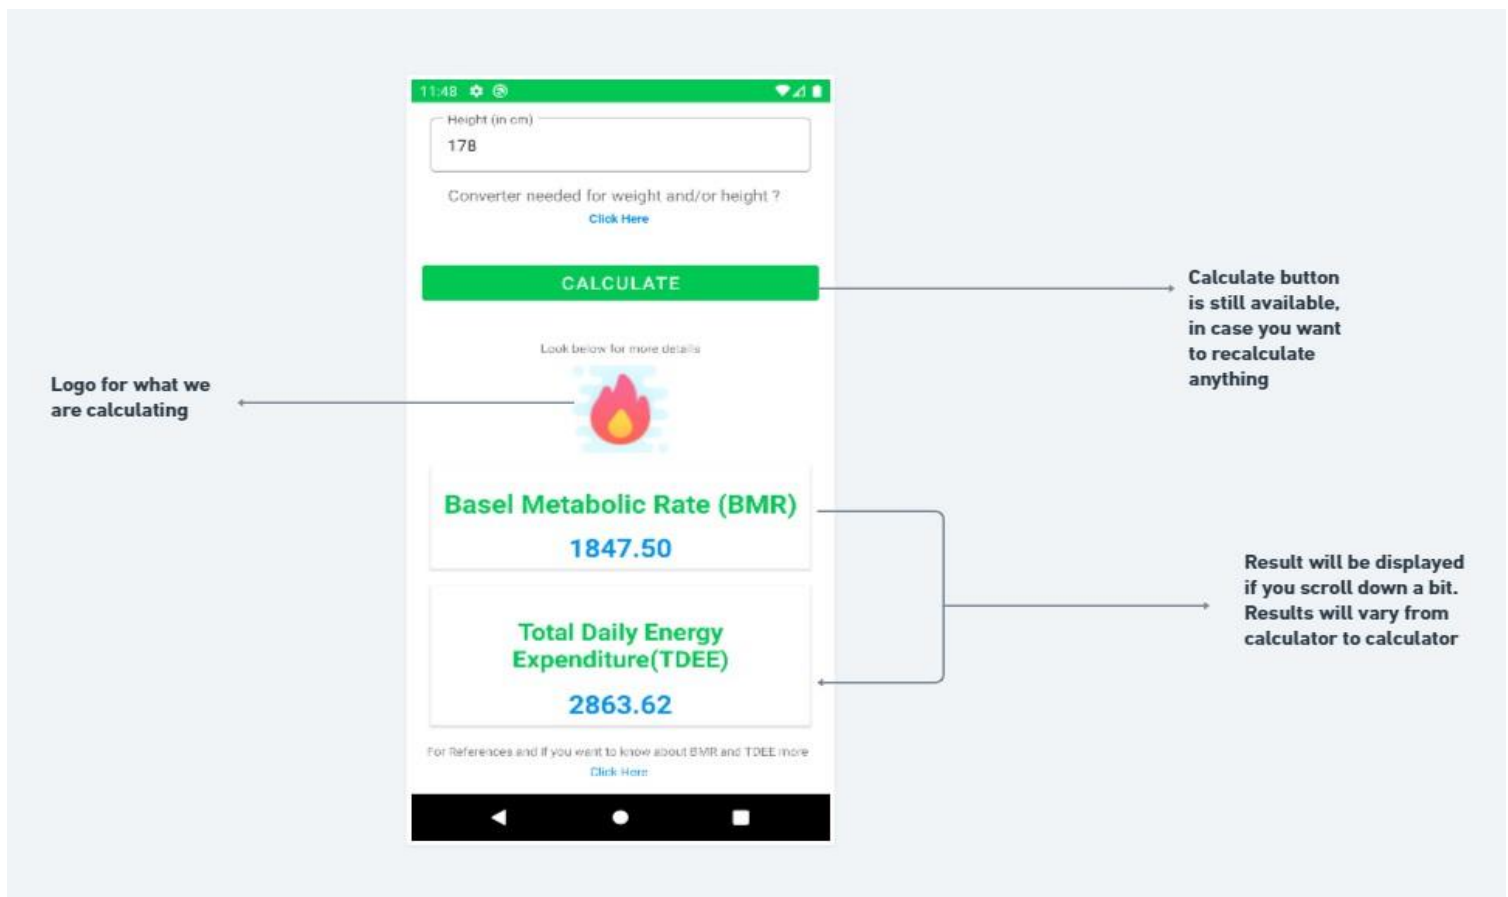 11:48
Height (in cm)
178
Converter needed for weight and/or height ?
Click Here
CALCULATE
Calculate button
is still available,
in case you want
to recalculate
anything
Look below for more details
Logo for what we
are calculating
Basel Metabolic Rate (BMR)
1847.50
Result will be displayed
if you scroll down a bit.
Results will vary from
calculator to calculator
Total Daily Energy
Expenditure(TDEE)
2863.62
For References and if you want to know about BMR and TDEE more
Click Here